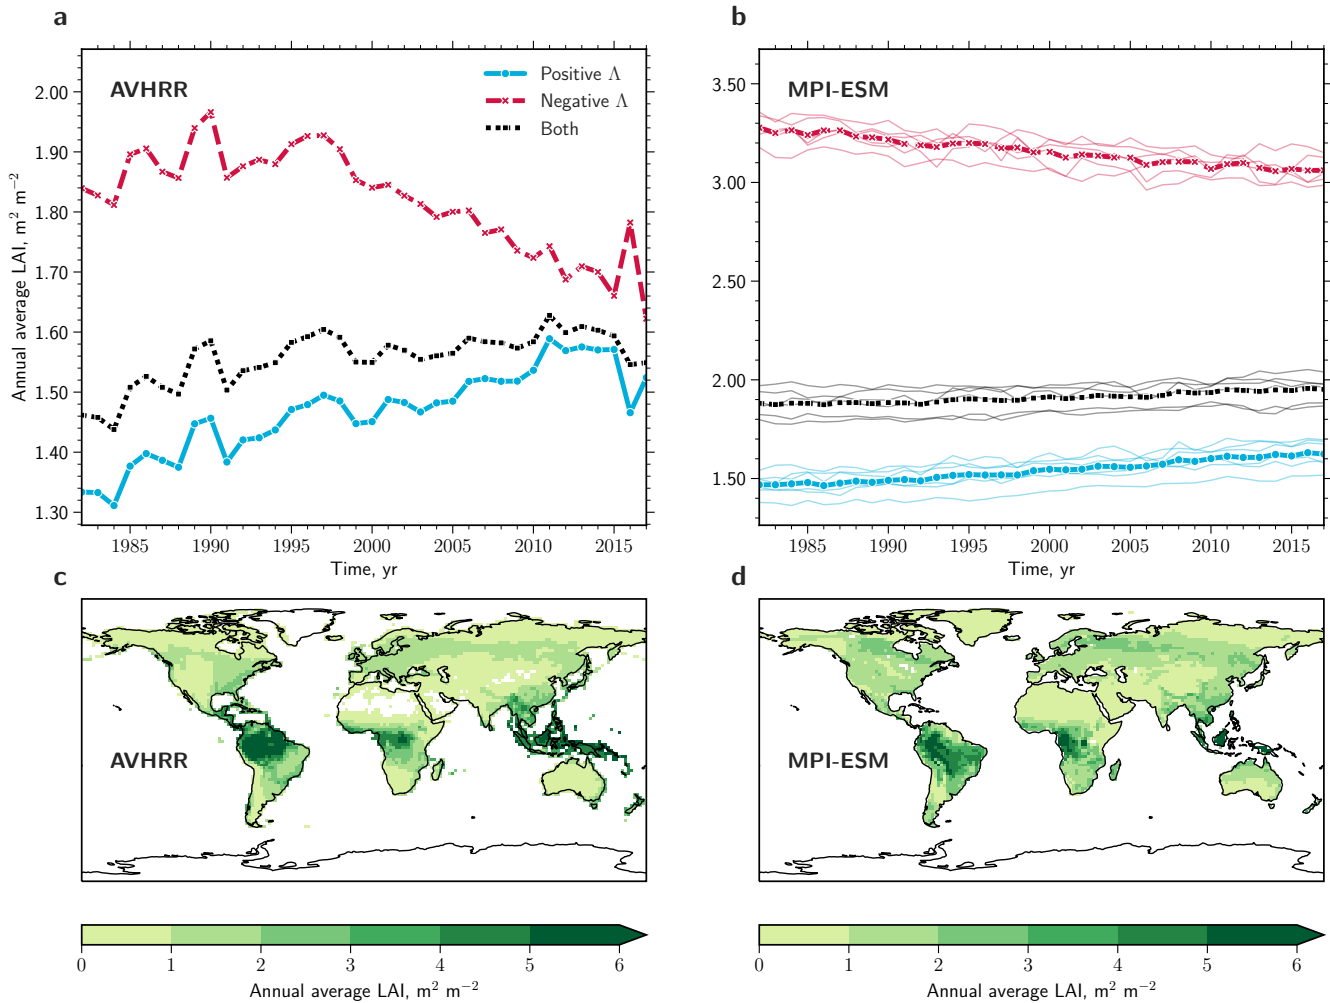 a
AVHRR
Positive Λ
Negative Λ
Both
2.00
1.90
1.80
1.70
1.60
1.50
1.40
1.30
Annual average LAI, m² m⁻²
1985 1990 1995 2000 2005 2010 2015
Time, yr
b
MPI-ESM
3.50
3.00
2.50
2.00
1.50
1985 1990 1995 2000 2005 2010 2015
Time, yr
c
AVHRR
0 1 2 3 4 5 6
Annual average LAI, m² m⁻²
d
MPI-ESM
0 1 2 3 4 5 6
Annual average LAI, m² m⁻²